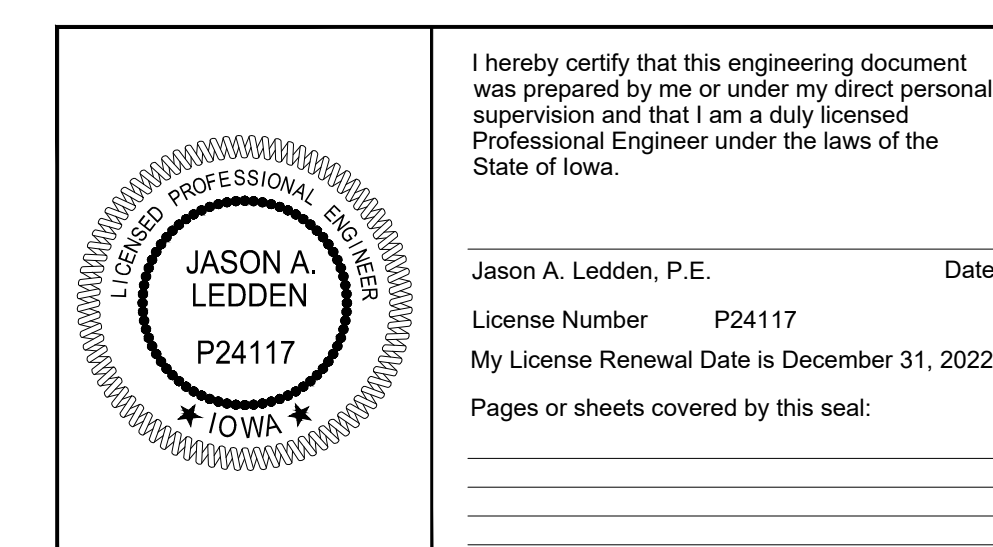 LICENSED PROFESSIONAL ENGINEER
JASON A.
LEDDEN
P24117
IOWA
I hereby certify that this engineering document
was prepared by me or under my direct personal
supervision and that I am a duly licensed
Professional Engineer under the laws of the
State of Iowa.
Jason A. Ledden, P.E. Date
License Number P24117
My License Renewal Date is December 31, 2022
Pages or sheets covered by this seal: